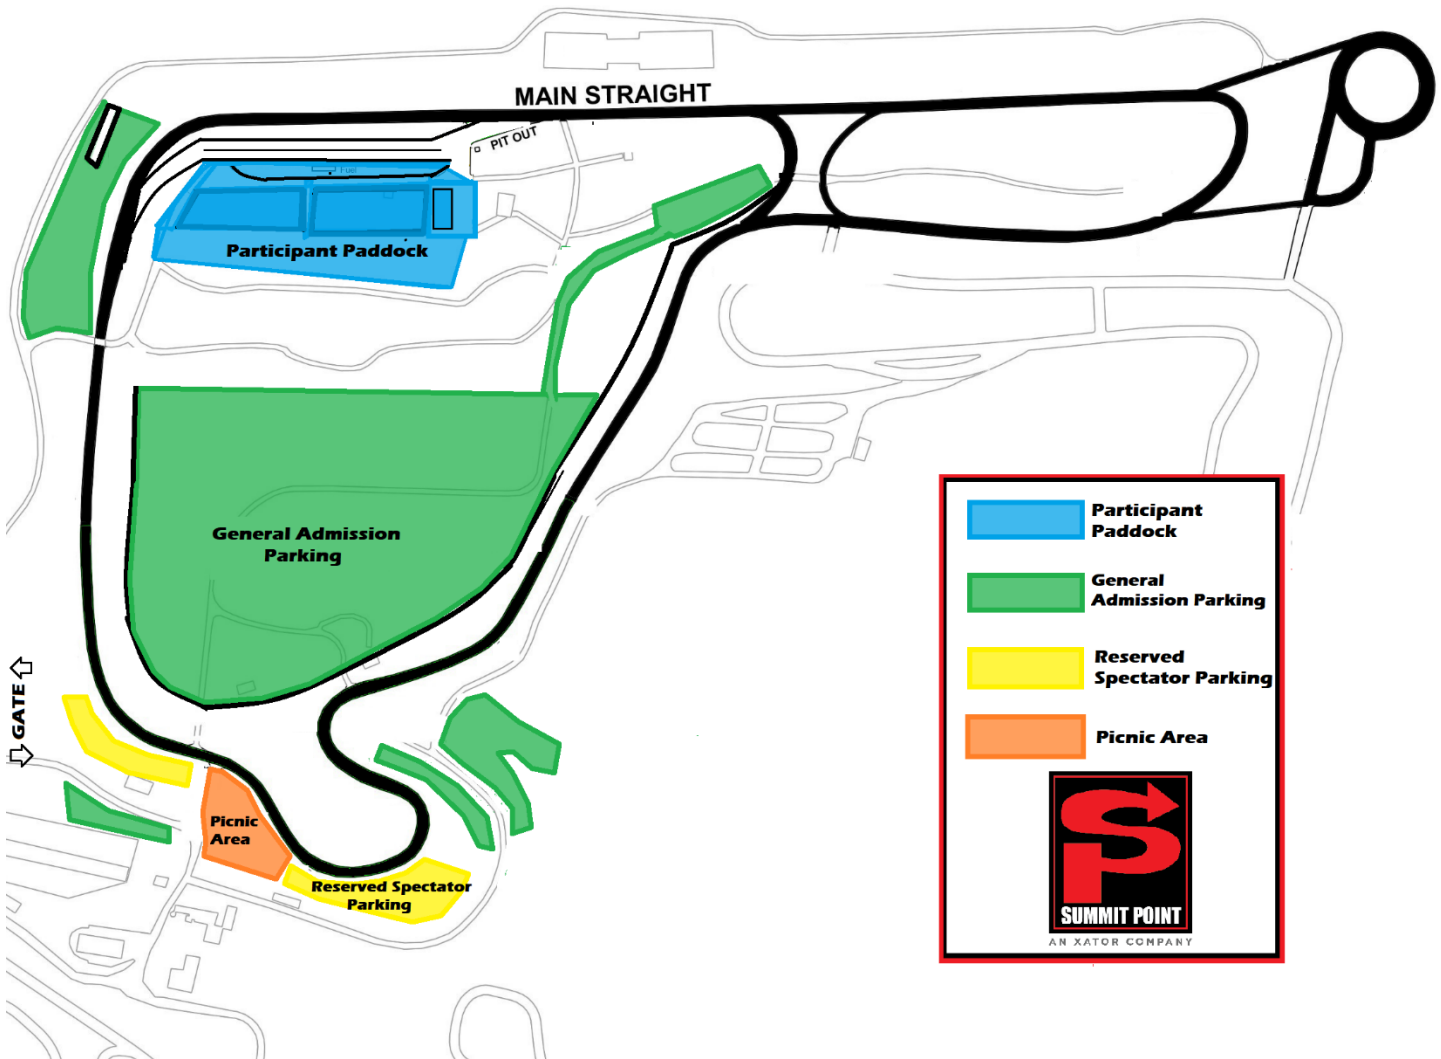 MAIN STRAIGHT
PIT OUT
Fuel
Participant Paddock
General Admission
Parking
GATE
Picnic
Area
Reserved Spectator
Parking
Participant
Paddock
General
Admission Parking
Reserved
Spectator Parking
Picnic Area
SP
SUMMIT POINT
AN XATOR COMPANY